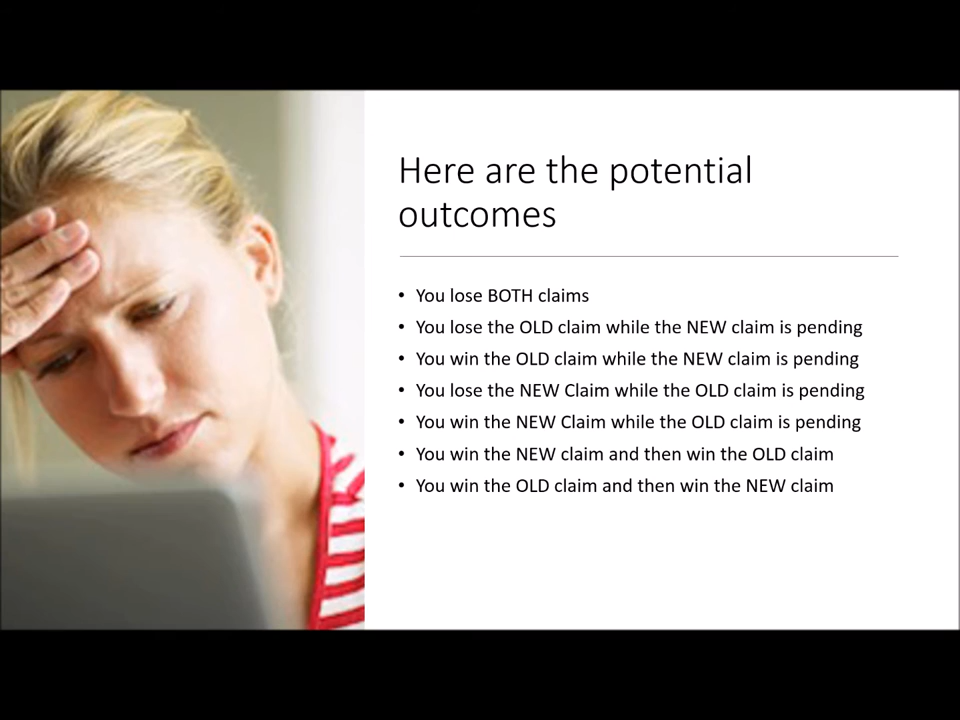 Here are the potential
outcomes
• You lose BOTH claims
• You lose the OLD claim while the NEW claim is pending
• You win the OLD claim while the NEW claim is pending
• You lose the NEW Claim while the OLD claim is pending
• You win the NEW Claim while the OLD claim is pending
• You win the NEW claim and then win the OLD claim
• You win the OLD claim and then win the NEW claim